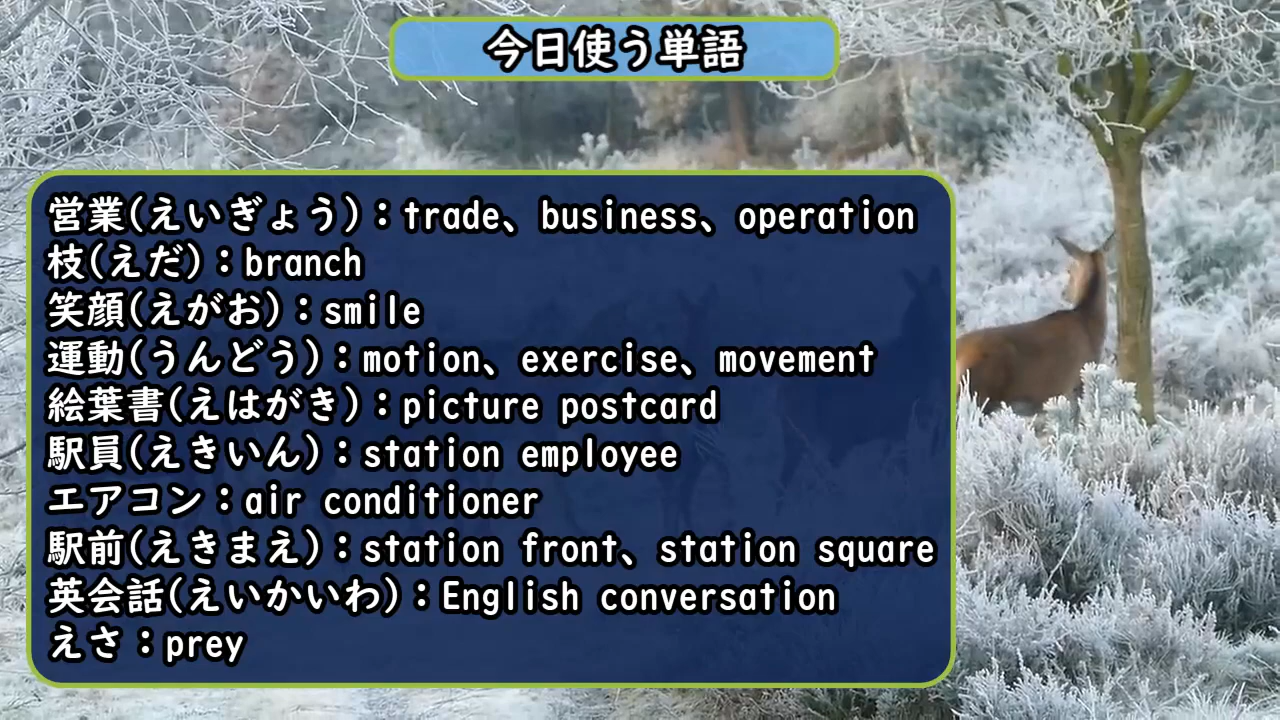 今日使う単語
営業(えいぎょう):trade、business、operation
枝(えだ):branch
笑顔(えがお):smile
運動(うんどう):motion、exercise、movement
絵葉書(えはがき):picture postcard
駅員(えきいん):station employee
エアコン:air conditioner
駅前(えきまえ):station front、station square
英会話(えいかいわ):English conversation
えさ:prey